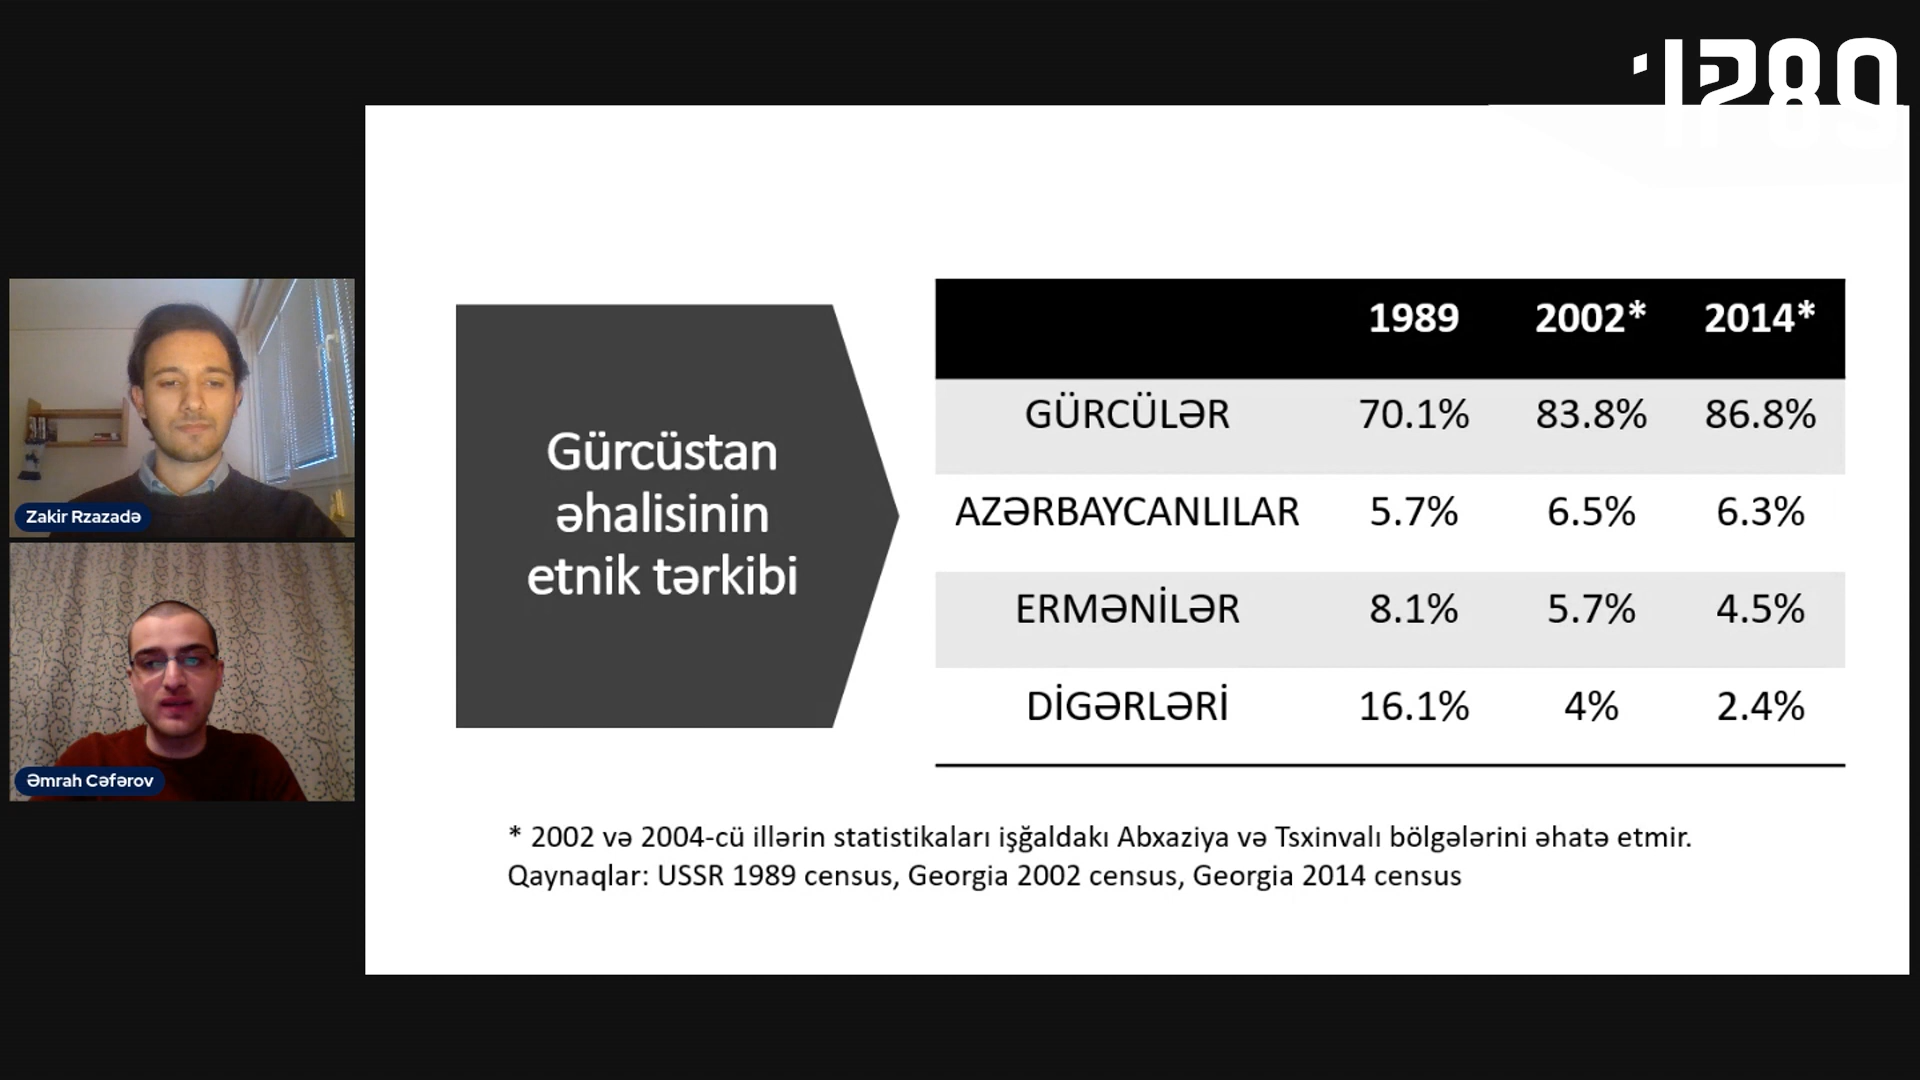 1789
Zakir Rzazadə
Əmrah Cəfərov
Gürcüstan
əhalisinin
etnik tərkibi
1989 2002* 2014*
GÜRCÜLƏR 70.1% 83.8% 86.8%
AZƏRBAYCANLILAR 5.7% 6.5% 6.3%
ERMƏNİLƏR 8.1% 5.7% 4.5%
DİGƏRLƏRİ 16.1% 4% 2.4%
* 2002 və 2004-cü illərin statistikaları işğaldakı Abxaziya və Tsxinvalı bölgələrini əhatə etmir.
Qaynaqlar: USSR 1989 census, Georgia 2002 census, Georgia 2014 census